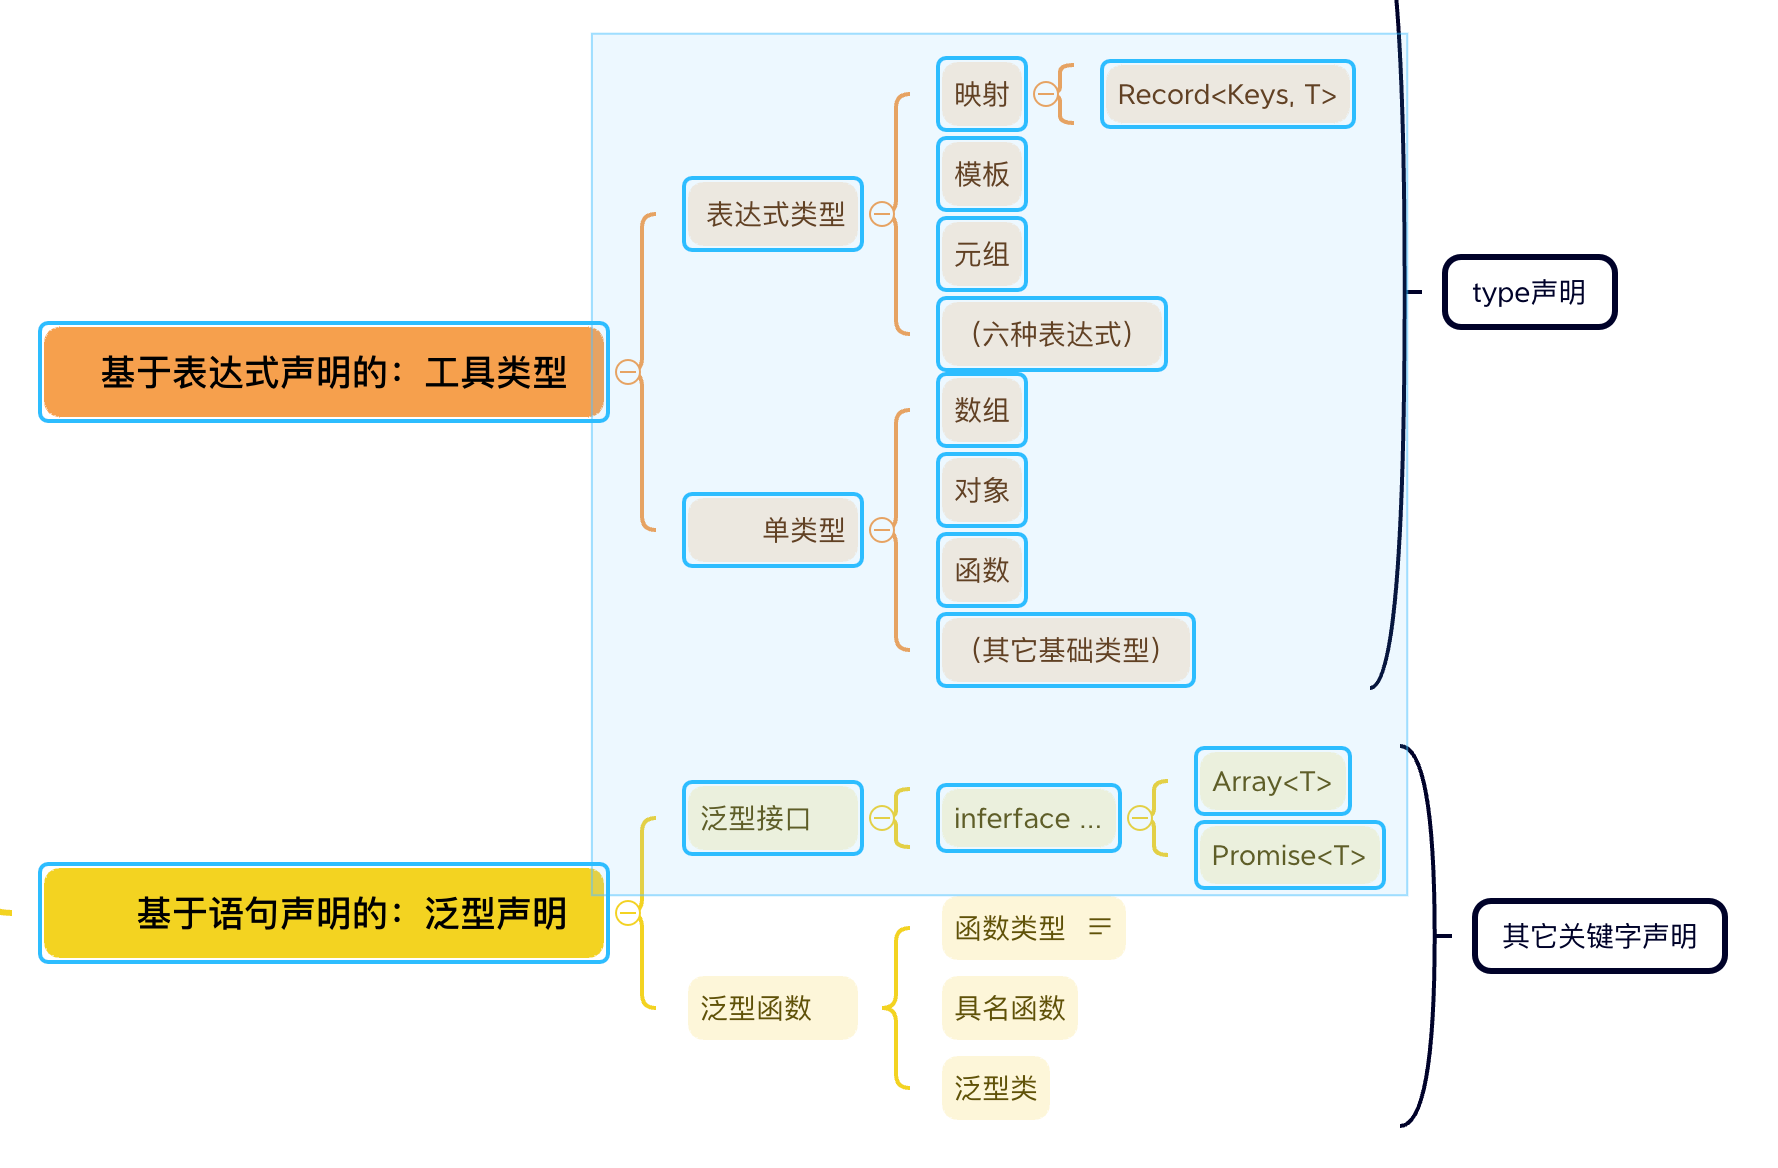 基于表达式声明的：工具类型
表达式类型
映射
Record<Keys, T>
模板
元组
（六种表达式）
单类型
数组
对象
函数
（其它基础类型）
type声明
基于语句声明的：泛型声明
泛型接口
inferface ...
Array<T>
Promise<T>
泛型函数
函数类型
具名函数
泛型类
其它关键字声明